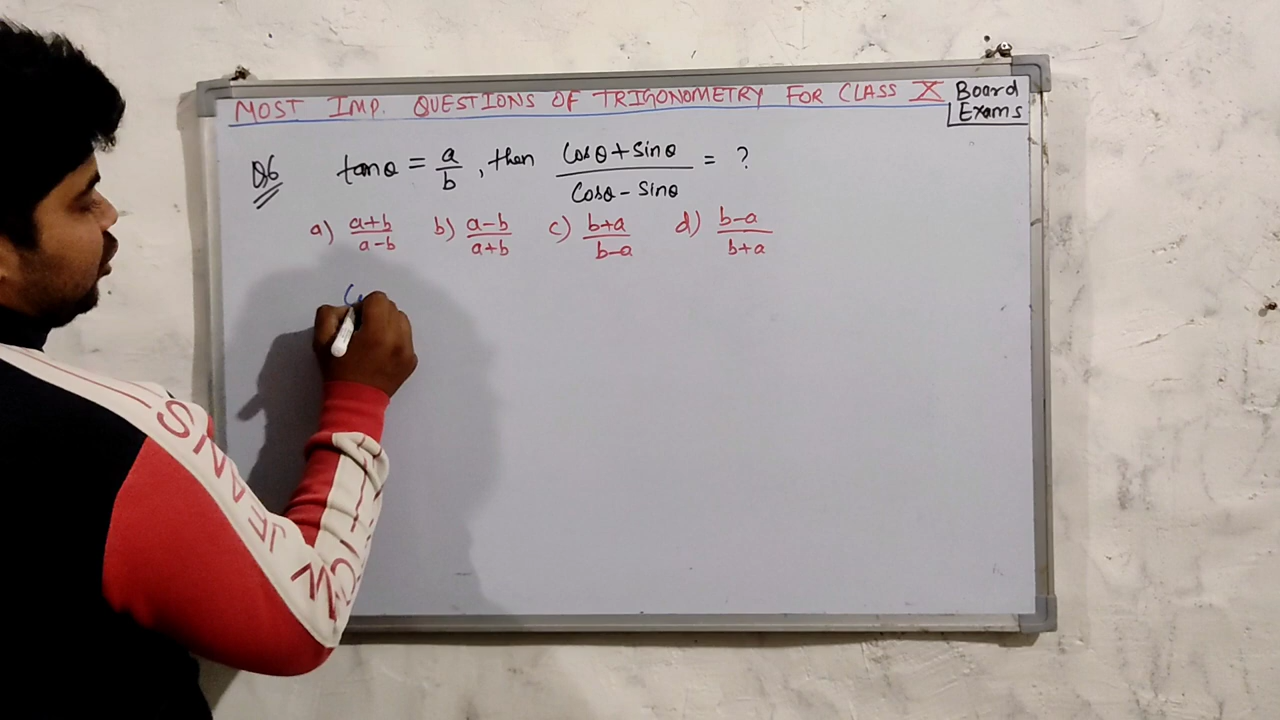 MOST IMP. QUESTIONS OF TRIGONOMETRY FOR CLASS X Board Exams
Q6 tanθ = a/b, then (Cosθ + Sinθ)/(Cosθ - Sinθ) = ?
a) (a+b)/(a-b) b) (a-b)/(a+b) c) (b+a)/(b-a) d) (b-a)/(b+a)